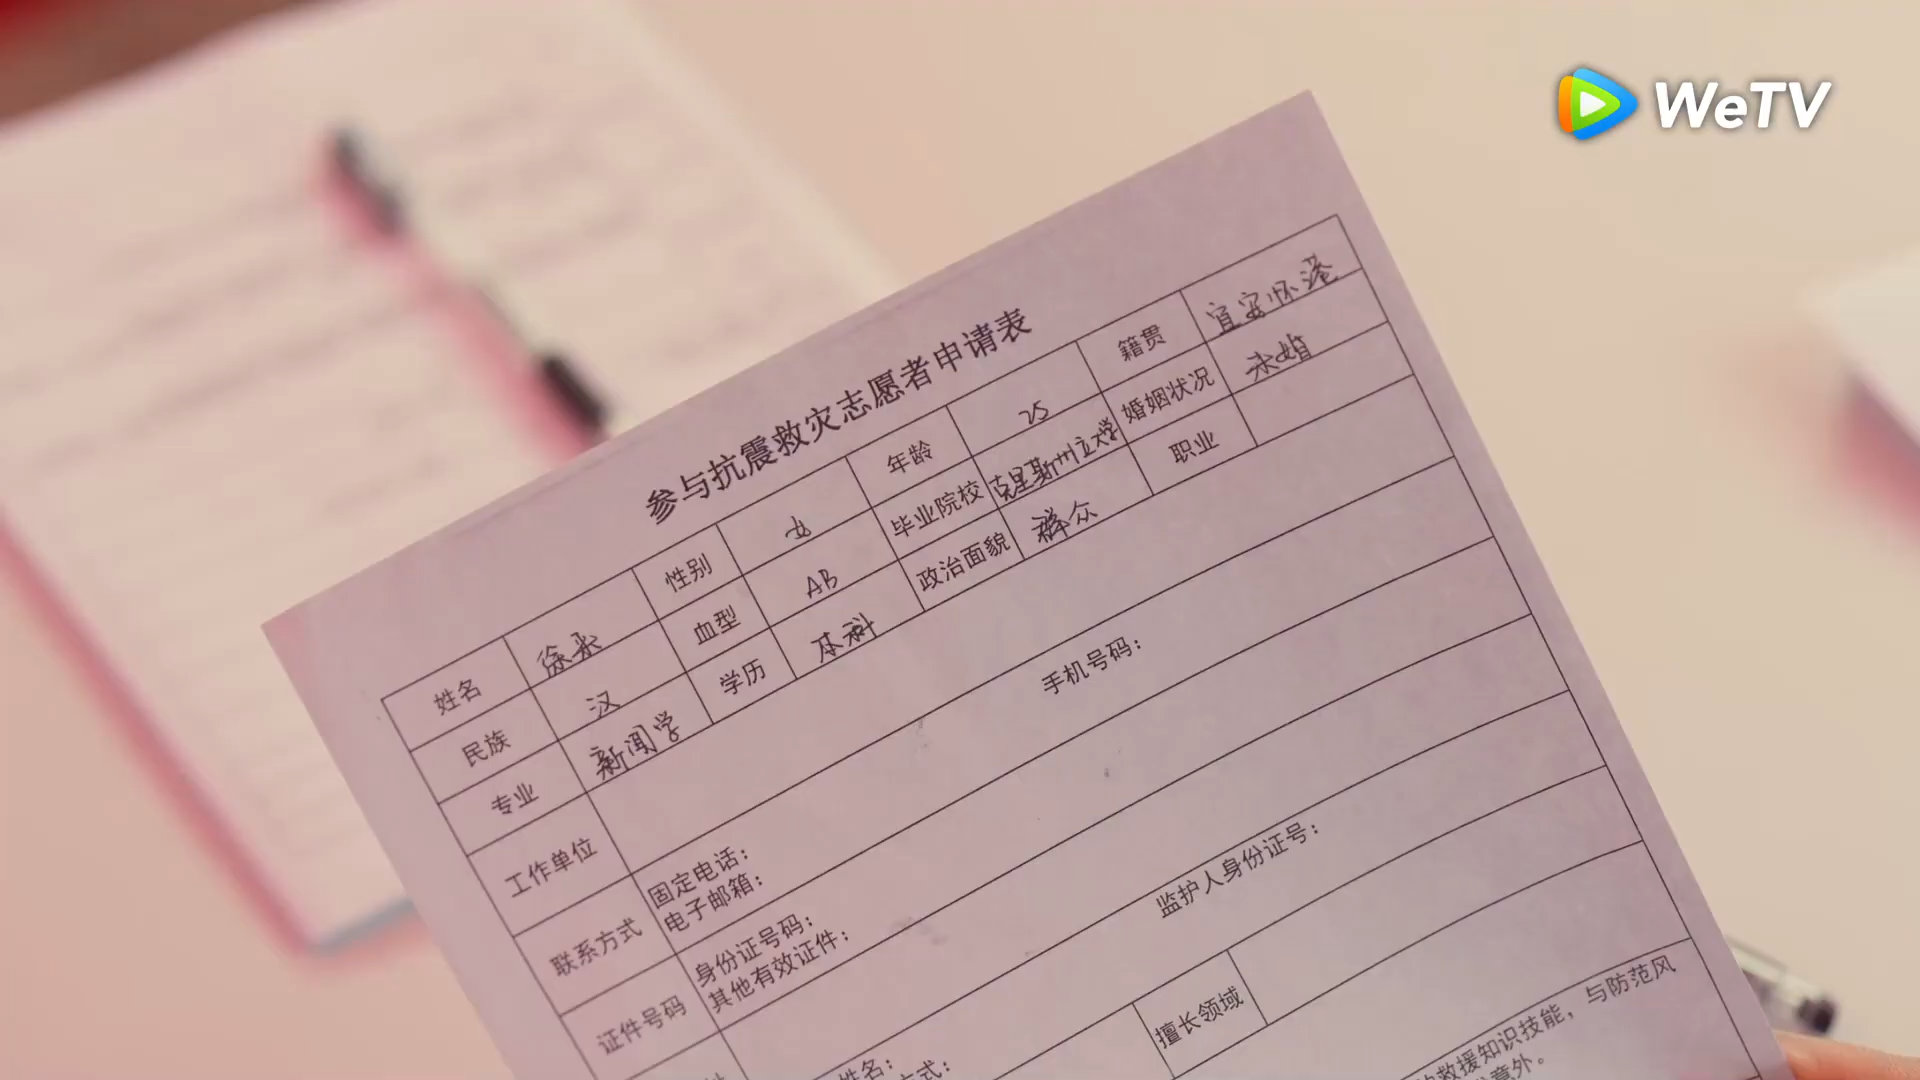 WeTV
参与抗震救灾志愿者申请表
姓名 徐来 性别 女 年龄 25 籍贯 宜安怀泽
民族 汉 血型 AB 毕业院校 克里斯州立大学 婚姻状况 未婚
专业 新闻学 学历 本科 政治面貌 群众 职业
工作单位
联系方式 固定电话： 手机号码：
电子邮箱：
证件号码 身份证号码： 监护人身份证号：
其他有效证件：
姓名： 擅长领域
方式：
救援知识技能，与防范风
意外。